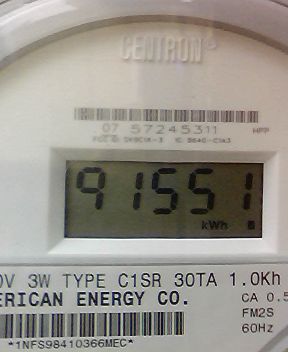 CENTRON®
07 57245311 HPP
91551
kWh
0V 3W TYPE C1SR 30TA 1.0Kh
ERICAN ENERGY CO. CA 0.5
FM2S
60Hz
*1NFS98410366MEC*